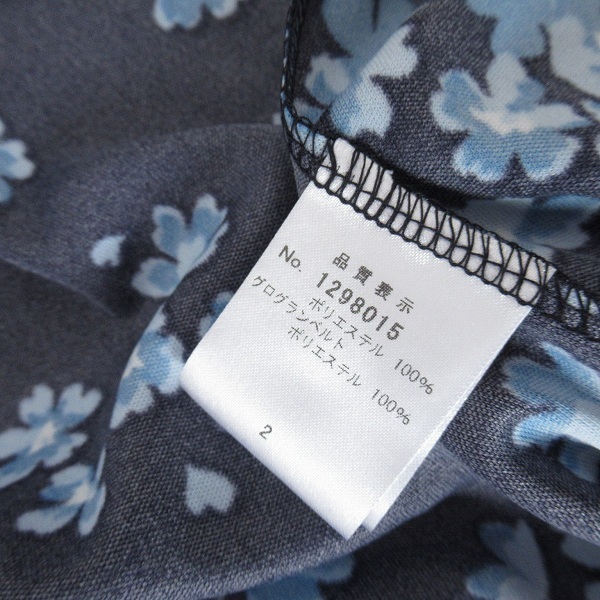 品質表示
No. 1298015
ポリエステル 100%
グログランベルト
ポリエステル 100%
2